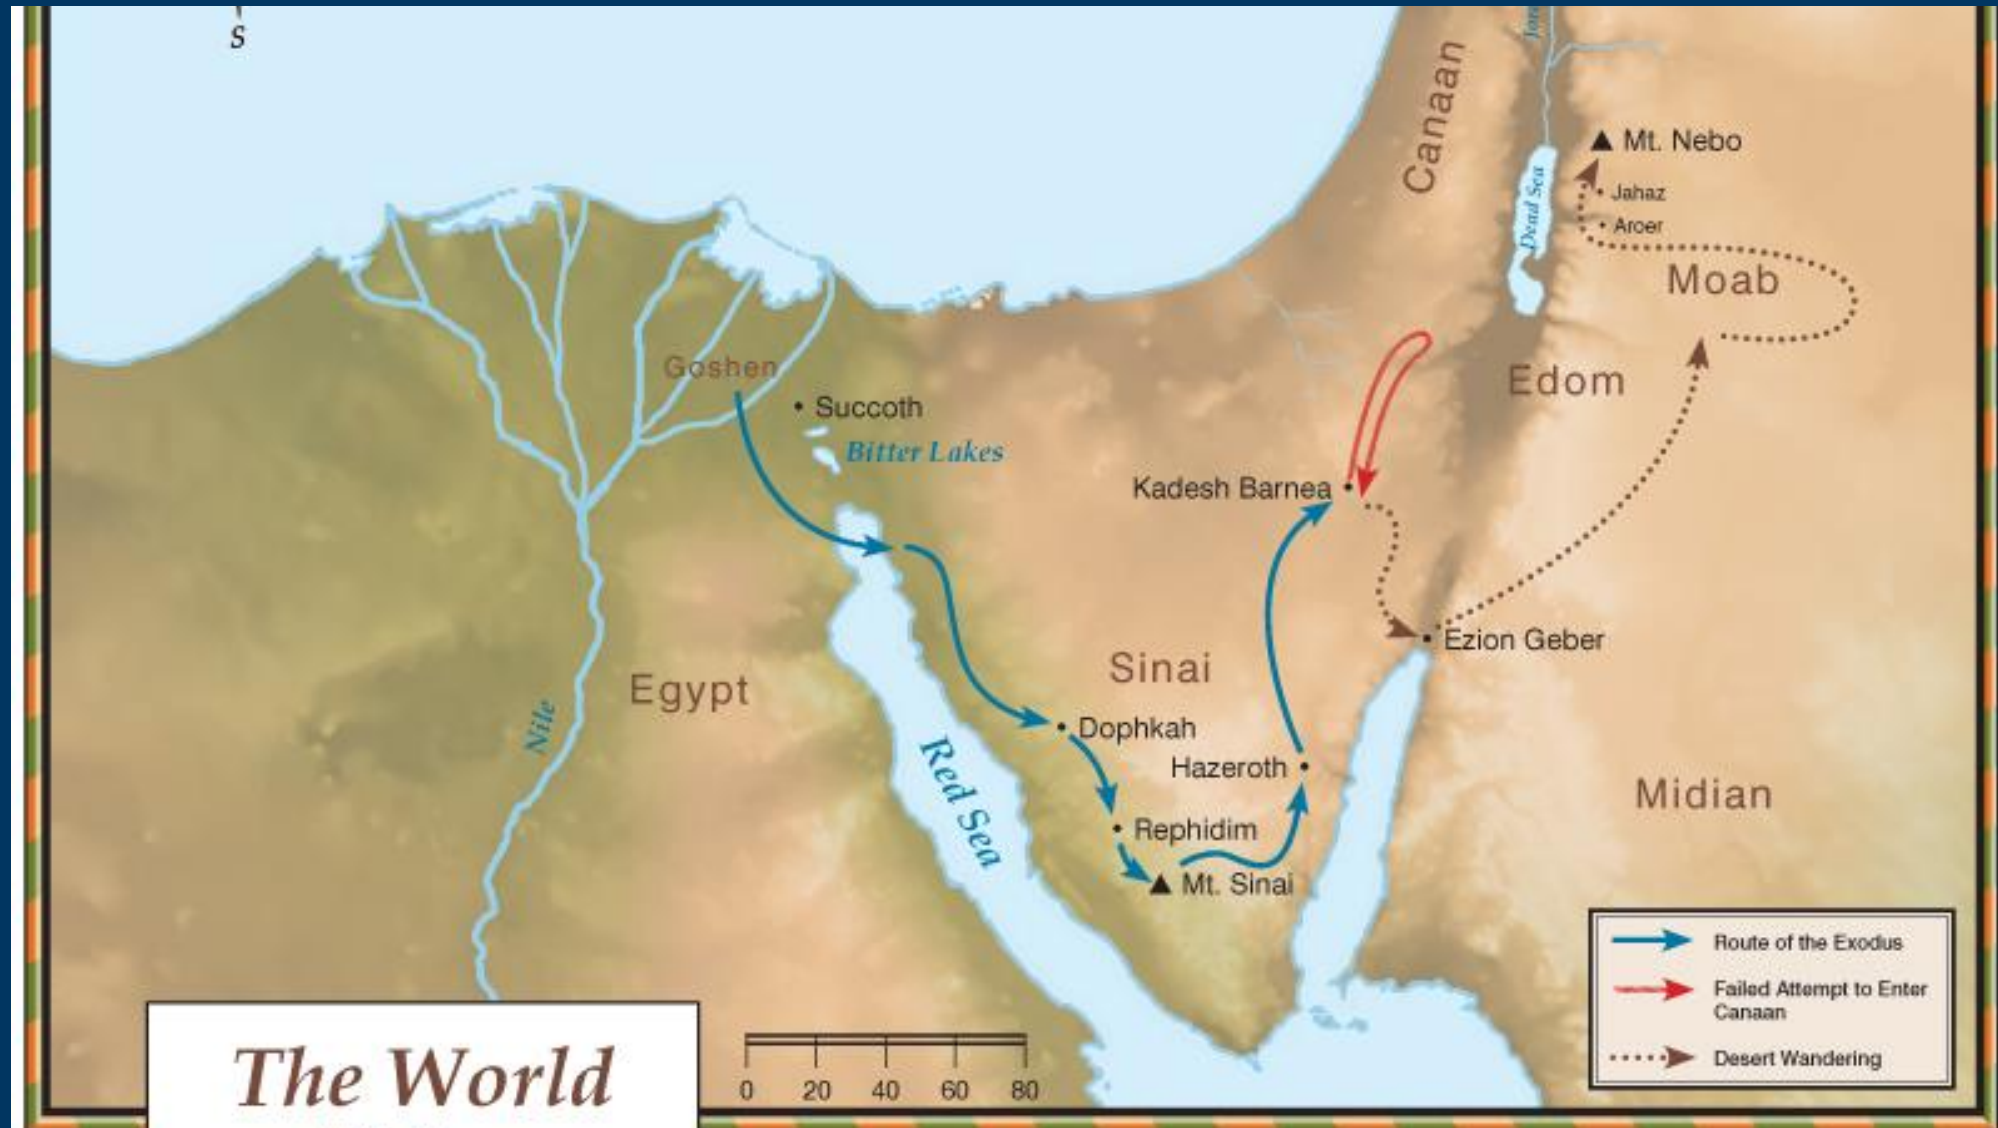 S
Canaan
Mt. Nebo
Jahaz
Dead Sea
Aroer
Moab
Goshen
Edom
Succoth
Bitter Lakes
Kadesh Barnea
Ezion Geber
Sinai
Egypt
Nile
Dophkah
Red Sea
Hazeroth
Midian
Rephidim
Mt. Sinai
Route of the Exodus
Failed Attempt to Enter
Canaan
Desert Wandering
The World
0 20 40 60 80